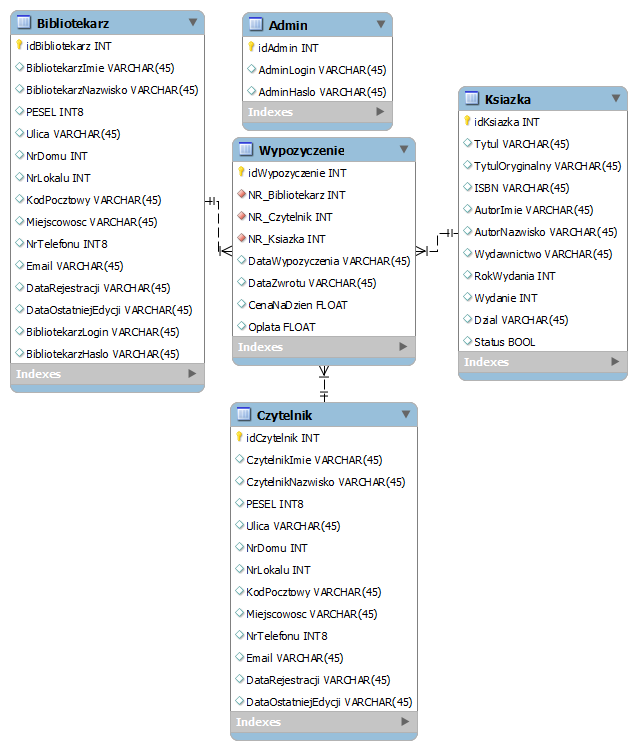 Bibliotekarz
idBibliotekarz INT
BibliotekarzImie VARCHAR(45)
BibliotekarzNazwisko VARCHAR(45)
PESEL INT8
Ulica VARCHAR(45)
NrDomu INT
NrLokalu INT
KodPocztowy VARCHAR(45)
Miejscowosc VARCHAR(45)
NrTelefonu INT8
Email VARCHAR(45)
DataRejestracji VARCHAR(45)
DataOstatniejEdycji VARCHAR(45)
BibliotekarzLogin VARCHAR(45)
BibliotekarzHaslo VARCHAR(45)
Indexes
Admin
idAdmin INT
AdminLogin VARCHAR(45)
AdminHaslo VARCHAR(45)
Indexes
Wypozyczenie
idWypozyczenie INT
NR_Bibliotekarz INT
NR_Czytelnik INT
NR_Ksiazka INT
DataWypozyczenia VARCHAR(45)
DataZwrotu VARCHAR(45)
CenaNaDzien FLOAT
Oplata FLOAT
Indexes
Ksiazka
idKsiazka INT
Tytul VARCHAR(45)
TytulOryginalny VARCHAR(45)
ISBN VARCHAR(45)
AutorImie VARCHAR(45)
AutorNazwisko VARCHAR(45)
Wydawnictwo VARCHAR(45)
RokWydania INT
Wydanie INT
Dzial VARCHAR(45)
Status BOOL
Indexes
Czytelnik
idCzytelnik INT
CzytelnikImie VARCHAR(45)
CzytelnikNazwisko VARCHAR(45)
PESEL INT8
Ulica VARCHAR(45)
NrDomu INT
NrLokalu INT
KodPocztowy VARCHAR(45)
Miejscowosc VARCHAR(45)
NrTelefonu INT8
Email VARCHAR(45)
DataRejestracji VARCHAR(45)
DataOstatniejEdycji VARCHAR(45)
Indexes